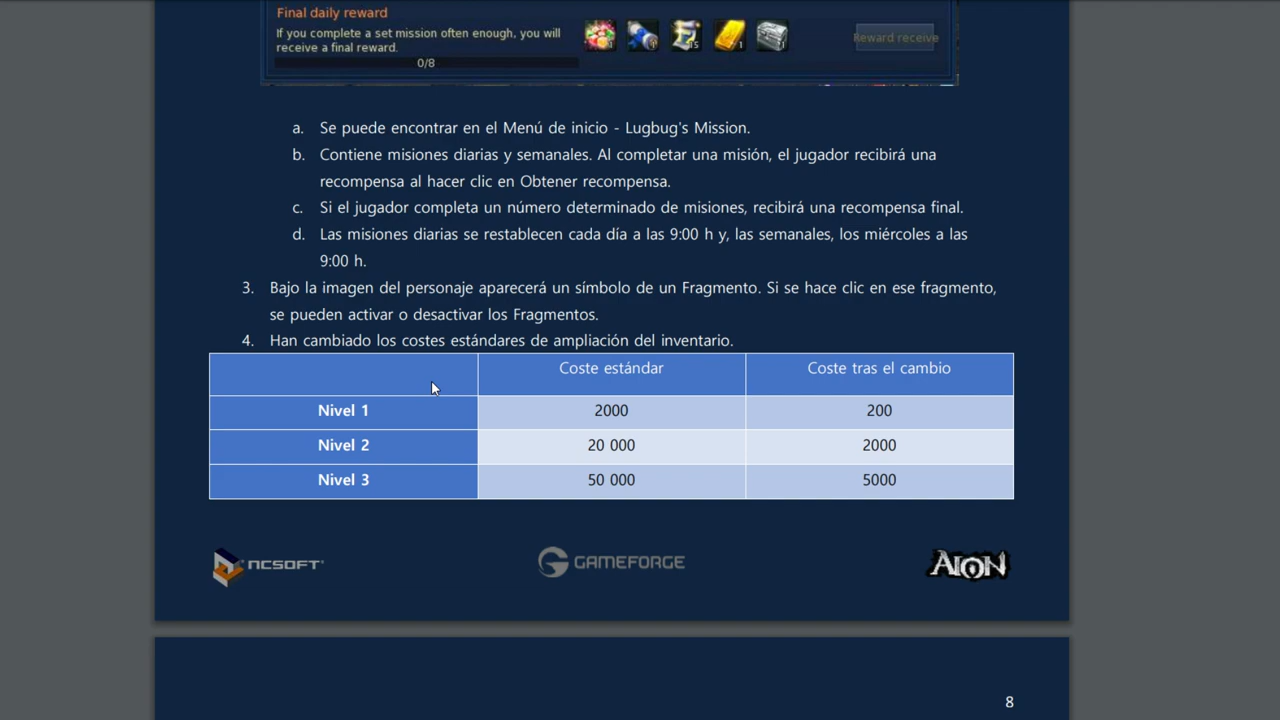 Final daily reward
If you complete a set mission often enough, you will
receive a final reward.
1
1
15
1
1
Reward receive
0/8
a. Se puede encontrar en el Menú de inicio - Lugbug's Mission.
b. Contiene misiones diarias y semanales. Al completar una misión, el jugador recibirá una
recompensa al hacer clic en Obtener recompensa.
c. Si el jugador completa un número determinado de misiones, recibirá una recompensa final.
d. Las misiones diarias se restablecen cada día a las 9:00 h y, las semanales, los miércoles a las
9:00 h.
3. Bajo la imagen del personaje aparecerá un símbolo de un Fragmento. Si se hace clic en ese fragmento,
se pueden activar o desactivar los Fragmentos.
4. Han cambiado los costes estándares de ampliación del inventario.
Coste estándar Coste tras el cambio
Nivel 1 2000 200
Nivel 2 20 000 2000
Nivel 3 50 000 5000
NCSOFT® GAMEFORGE AION
8